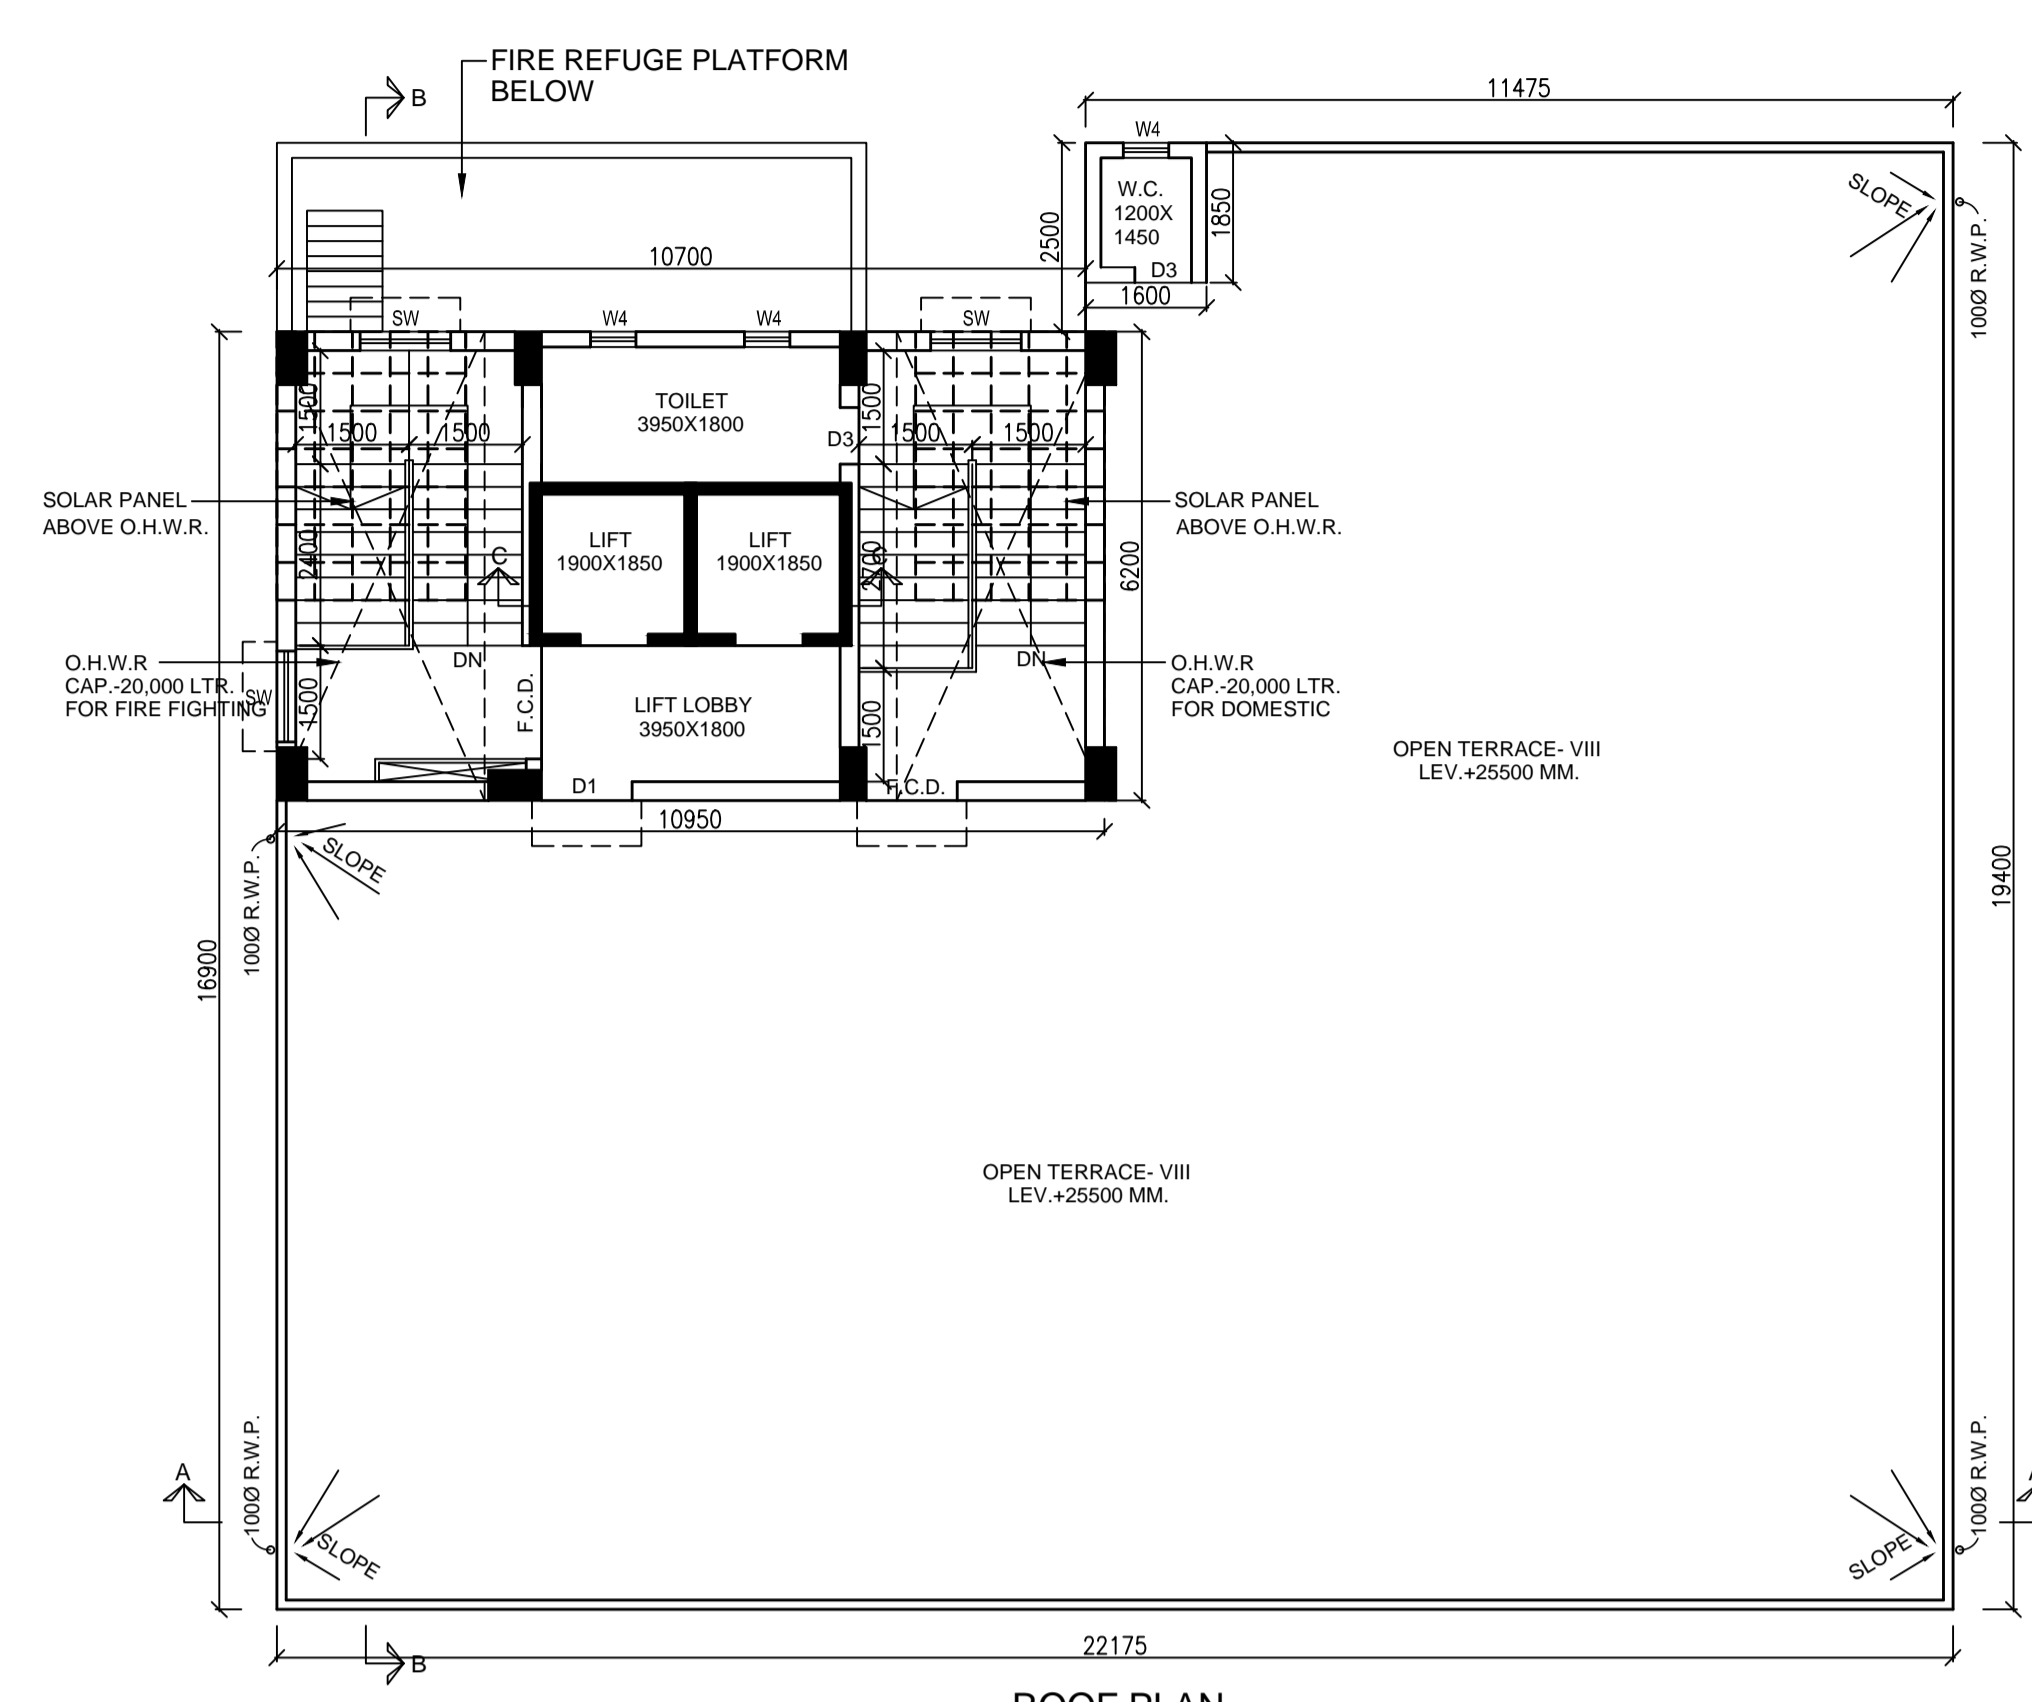 FIRE REFUGE PLATFORM
BELOW
B
11475
W4
W.C.
1200X
1450
D3
1850
2500
1600
SLOPE
100Ø R.W.P.
10700
SW
W4
W4
SW
TOILET
3950X1800
D3
1500
1500
1500
1500
1500
1500
SOLAR PANEL
ABOVE O.H.W.R.
SOLAR PANEL
ABOVE O.H.W.R.
LIFT
1900X1850
LIFT
1900X1850
C
C
2400
2700
6200
O.H.W.R
CAP.-20,000 LTR.
FOR FIRE FIGHTING
SW
1500
DN
F.C.D.
LIFT LOBBY
3950X1800
1500
DN
O.H.W.R
CAP.-20,000 LTR.
FOR DOMESTIC
D1
F.C.D.
10950
OPEN TERRACE- VIII
LEV.+25500 MM.
SLOPE
100Ø R.W.P.
16900
19400
OPEN TERRACE- VIII
LEV.+25500 MM.
A
100Ø R.W.P.
SLOPE
SLOPE
100Ø R.W.P.
22175
B
ROOF PLAN